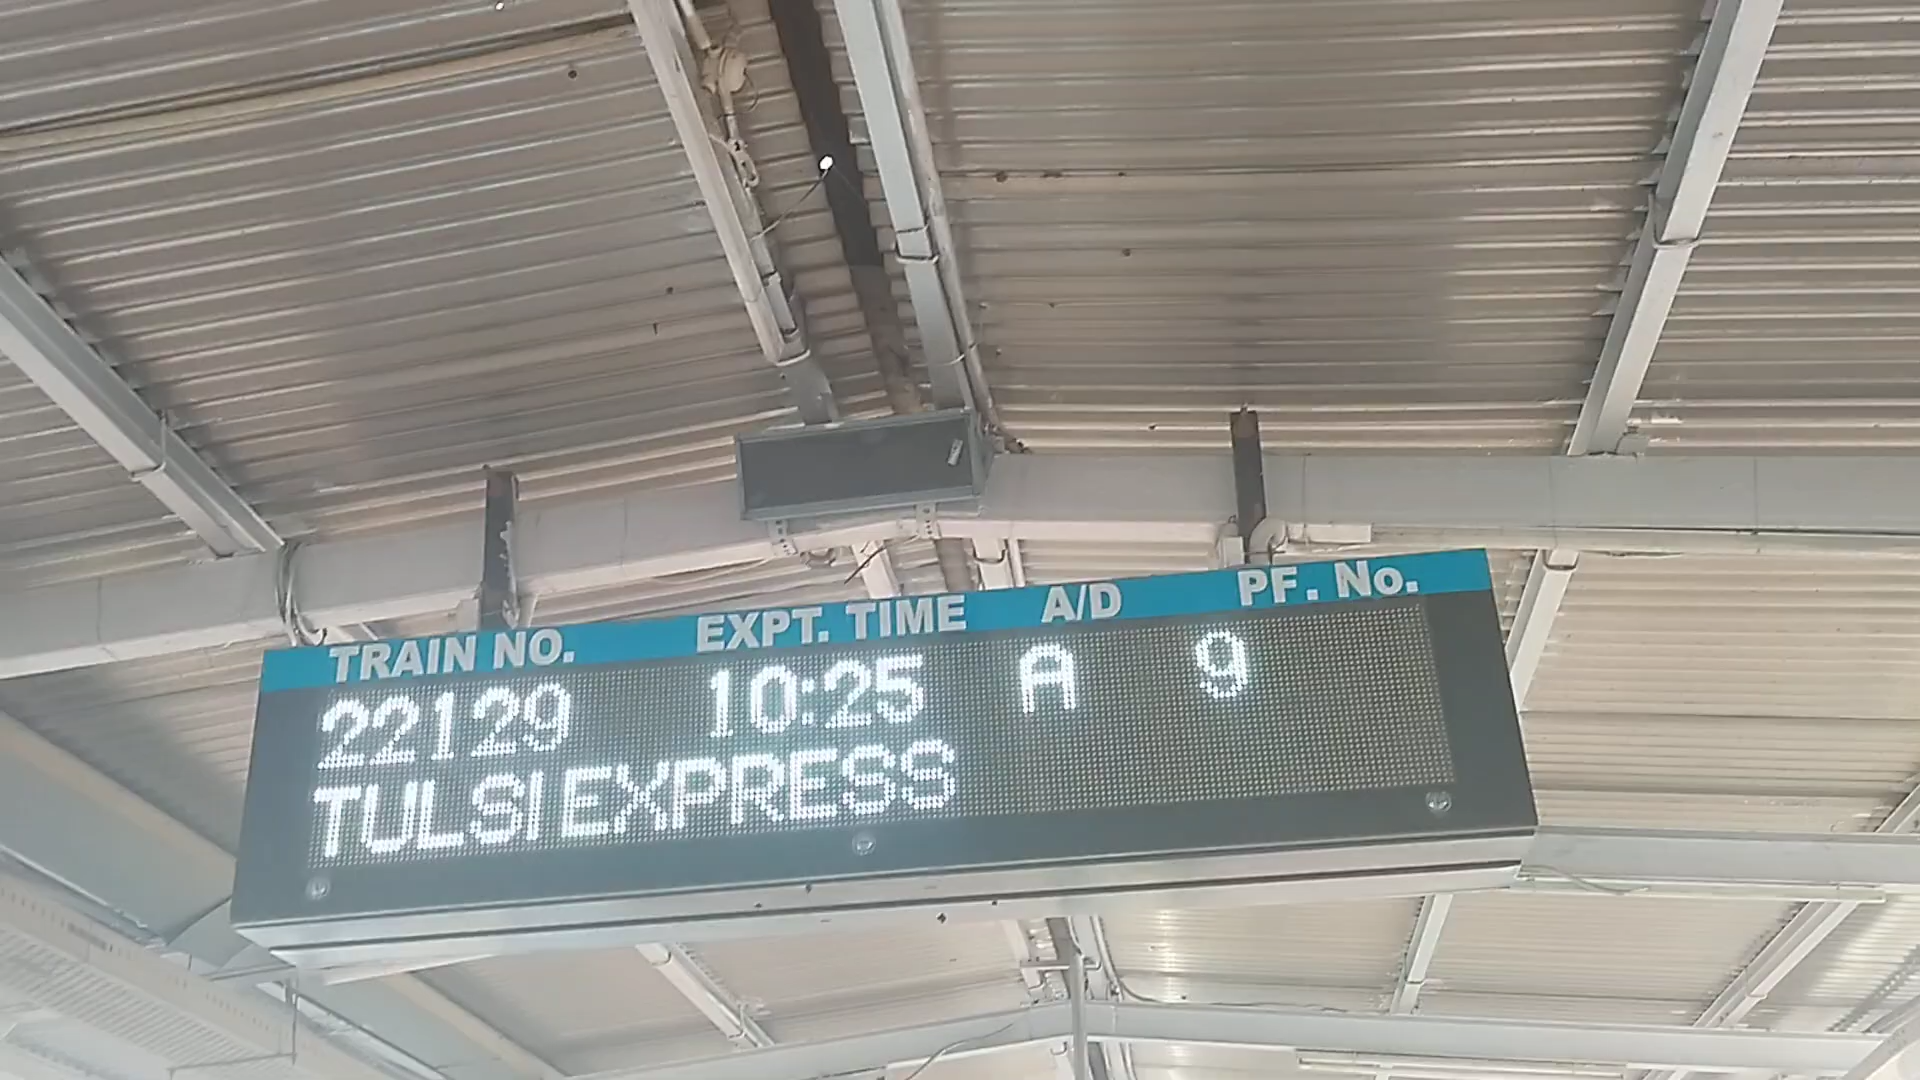 TRAIN NO. EXPT. TIME A/D PF. No.
22129 10:25 A 9
TULSI EXPRESS